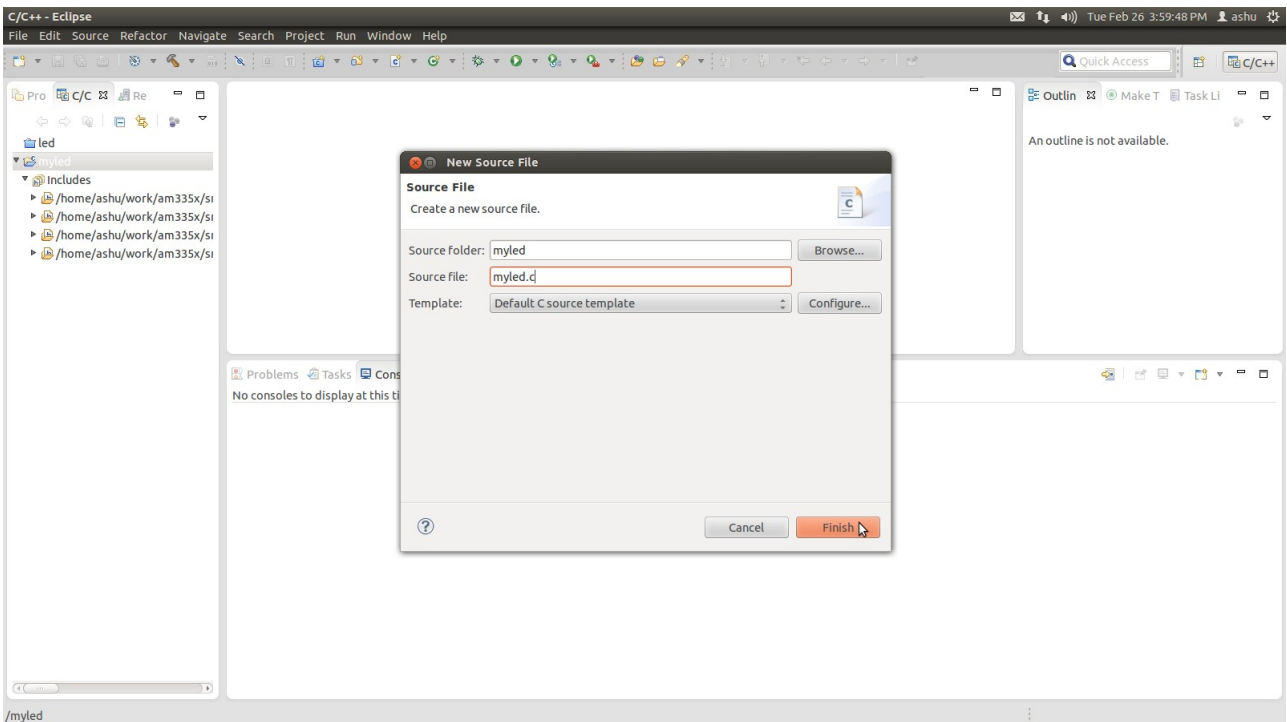 C/C++ - Eclipse
Tue Feb 26 3:59:48 PM ashu
File Edit Source Refactor Navigate Search Project Run Window Help
Quick Access
C/C++
Pro C/C Re
led
myled
Includes
/home/ashu/work/am335x/sr
/home/ashu/work/am335x/sr
/home/ashu/work/am335x/sr
/home/ashu/work/am335x/sr
Outlin Make T Task Li
An outline is not available.
New Source File
Source File
Create a new source file.
Source folder: myled Browse...
Source file: myled.c
Template: Default C source template Configure...
Cancel Finish
Problems Tasks Cons
No consoles to display at this ti
/myled